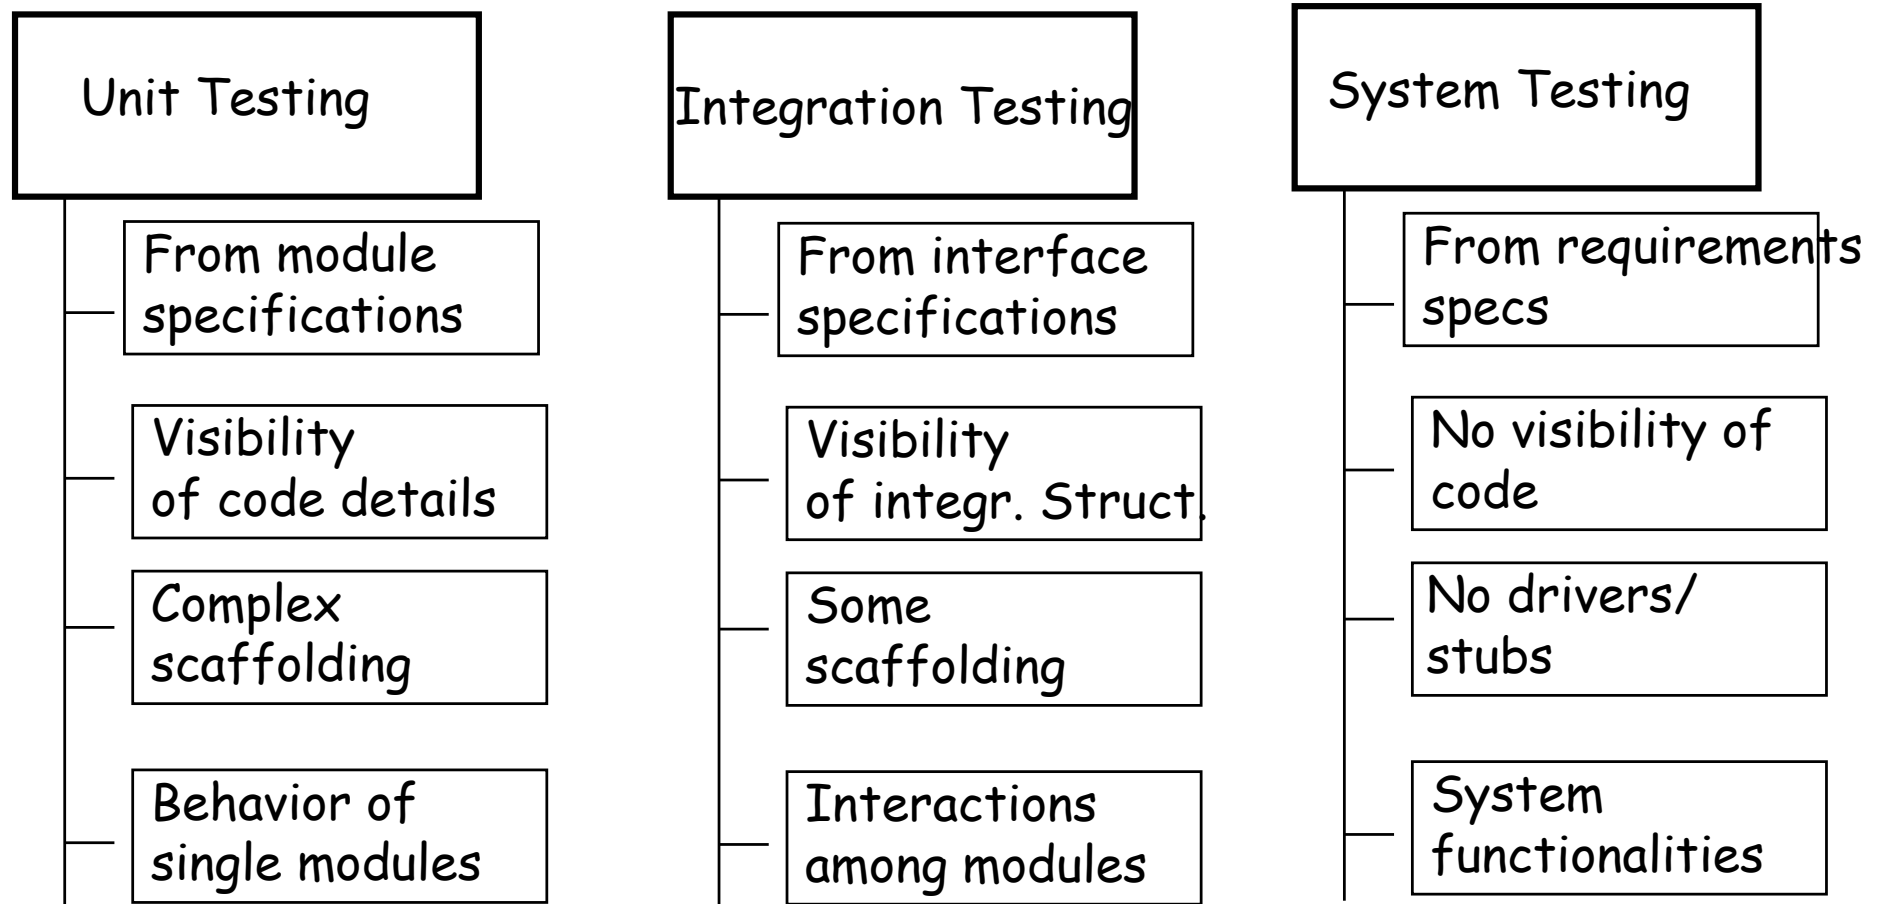 Unit Testing
From module
specifications
Visibility
of code details
Complex
scaffolding
Behavior of
single modules
Integration Testing
From interface
specifications
Visibility
of integr. Struct.
Some
scaffolding
Interactions
among modules
System Testing
From requirements
specs
No visibility of
code
No drivers/
stubs
System
functionalities